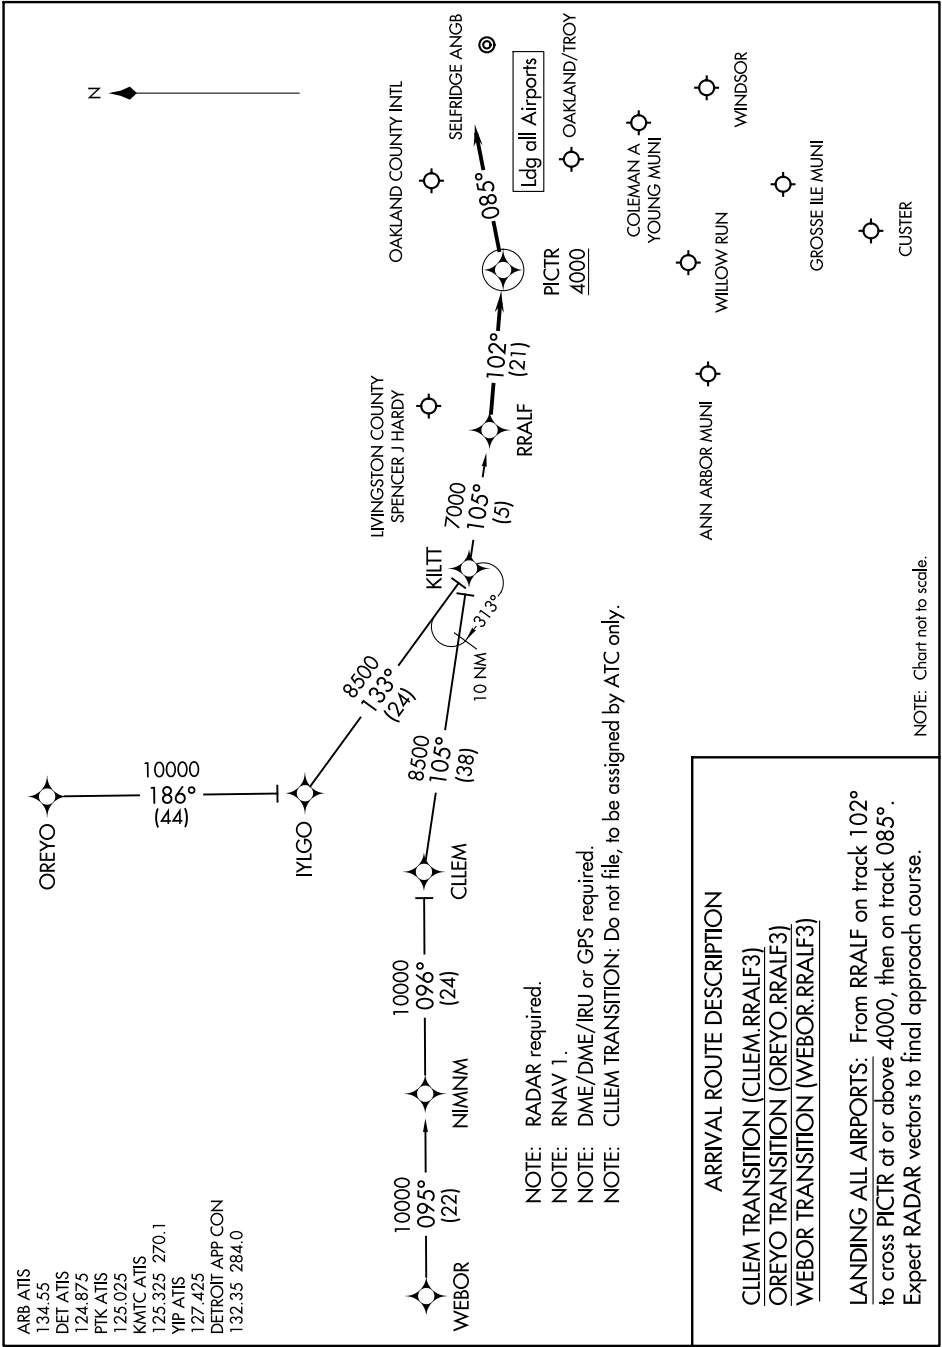 ARB ATIS
134.55
DET ATIS
124.875
PTK ATIS
125.025
KMTC ATIS
125.325 270.1
YIP ATIS
127.425
DETROIT APP CON
132.35 284.0
N
OREYO
10000
186°
(44)
IYLGO
8500
133°
(24)
WEBOR
10000
095°
(22)
NIMNM
10000
096°
(24)
CLLEM
8500
105°
(38)
10 NM
313°
KILTT
7000
105°
(5)
RRALF
102°
(21)
PICTR
4000
085°
LIVINGSTON COUNTY
SPENCER J HARDY
OAKLAND COUNTY INTL
SELFRIDGE ANGB
Ldg all Airports
OAKLAND/TROY
COLEMAN A
YOUNG MUNI
WINDSOR
WILLOW RUN
ANN ARBOR MUNI
GROSSE ILE MUNI
CUSTER
NOTE: RADAR required.
NOTE: RNAV 1.
NOTE: DME/DME/IRU or GPS required.
NOTE: CLLEM TRANSITION: Do not file, to be assigned by ATC only.
NOTE: Chart not to scale.
ARRIVAL ROUTE DESCRIPTION
CLLEM TRANSITION (CLLEM.RRALF3)
OREYO TRANSITION (OREYO.RRALF3)
WEBOR TRANSITION (WEBOR.RRALF3)
LANDING ALL AIRPORTS: From RRALF on track 102°
to cross PICTR at or above 4000, then on track 085°.
Expect RADAR vectors to final approach course.